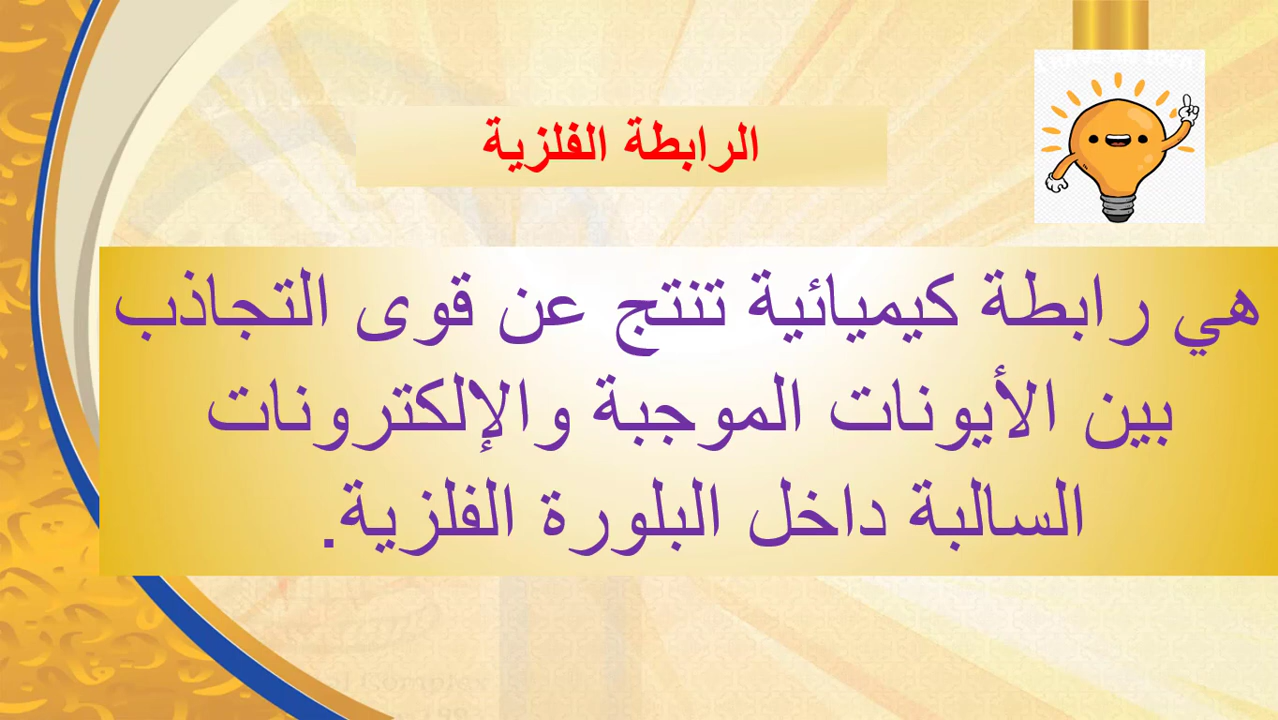 الرابطة الفلزية
هي رابطة كيميائية تنتج عن قوى التجاذب
بين الأيونات الموجبة والإلكترونات
السالبة داخل البلورة الفلزية.